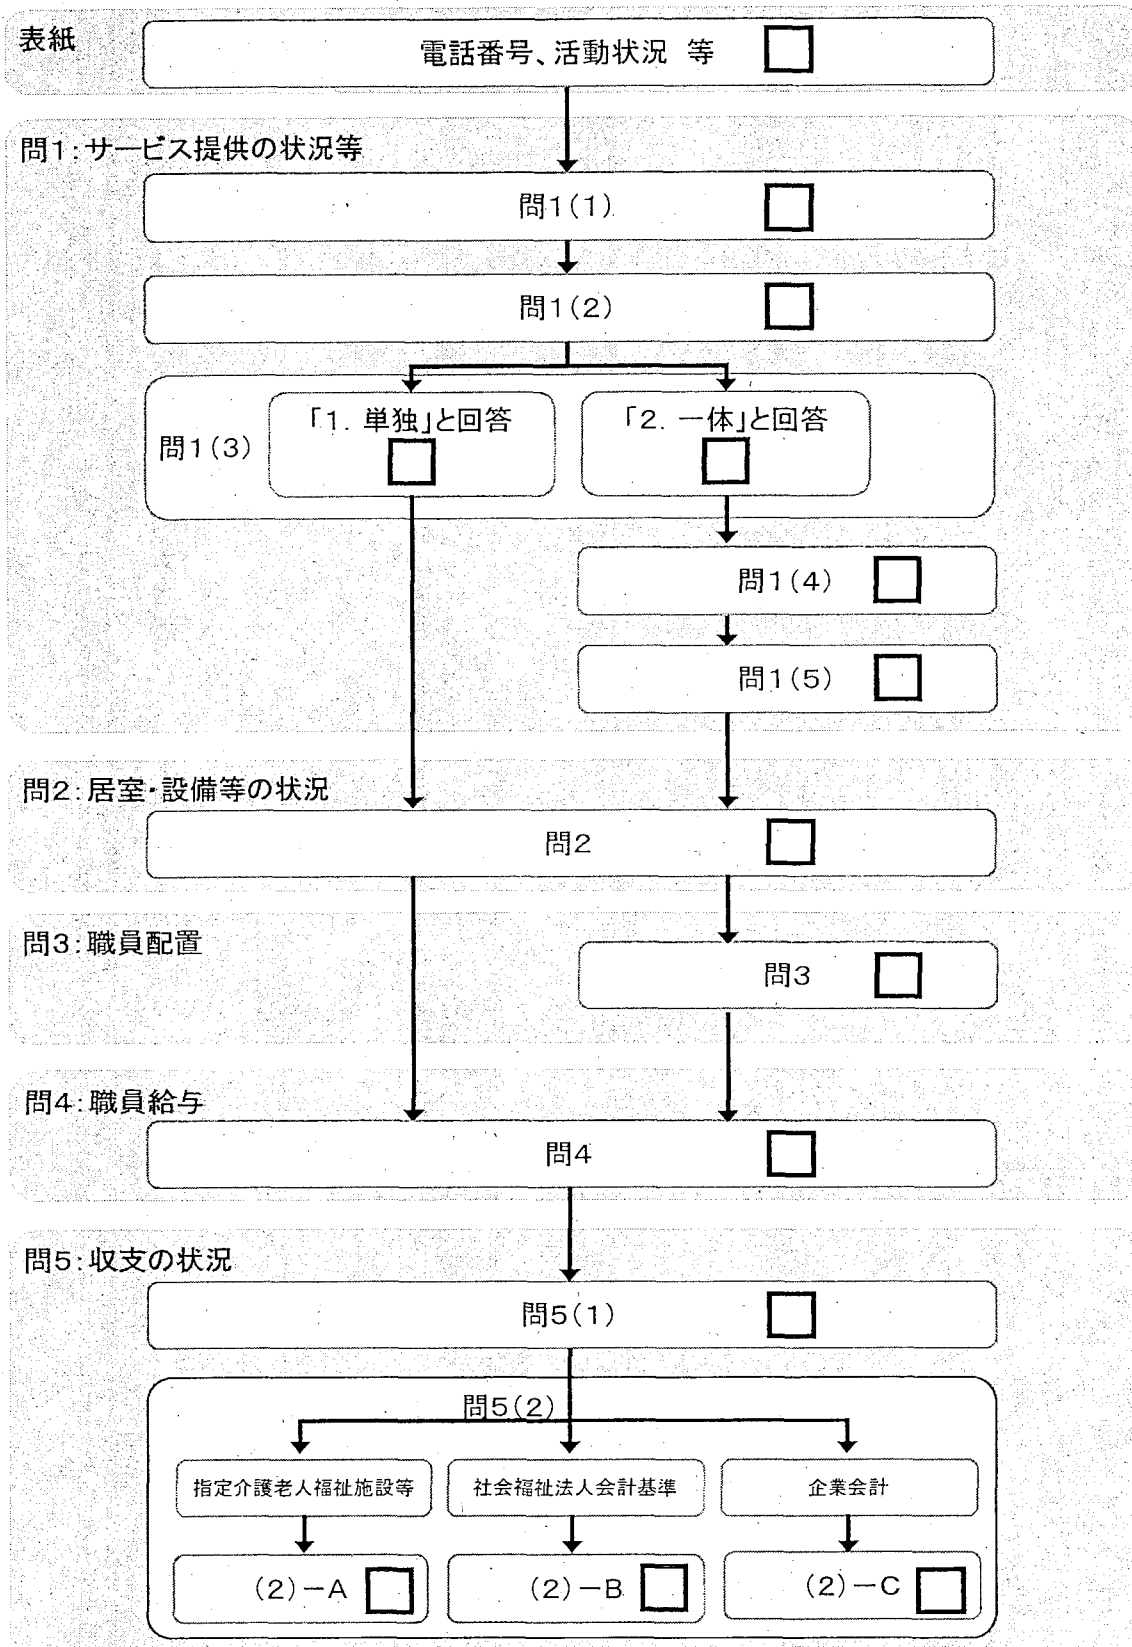 表紙
電話番号、活動状況 等
問1:サービス提供の状況等
問1(1)
問1(2)
問1(3)
「1. 単独」と回答
「2. 一体」と回答
問1(4)
問1(5)
問2:居室・設備等の状況
問2
問3:職員配置
問3
問4:職員給与
問4
問5:収支の状況
問5(1)
問5(2)
指定介護老人福祉施設等
社会福祉法人会計基準
企業会計
(2)-A
(2)-B
(2)-C